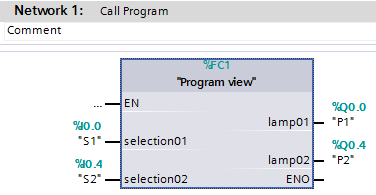 Network 1: Call Program
Comment
%FC1
"Program view"
... EN
%I0.0
"S1" selection01
%I0.4
"S2" selection02
lamp01 %Q0.0
"P1"
lamp02 %Q0.4
"P2"
ENO